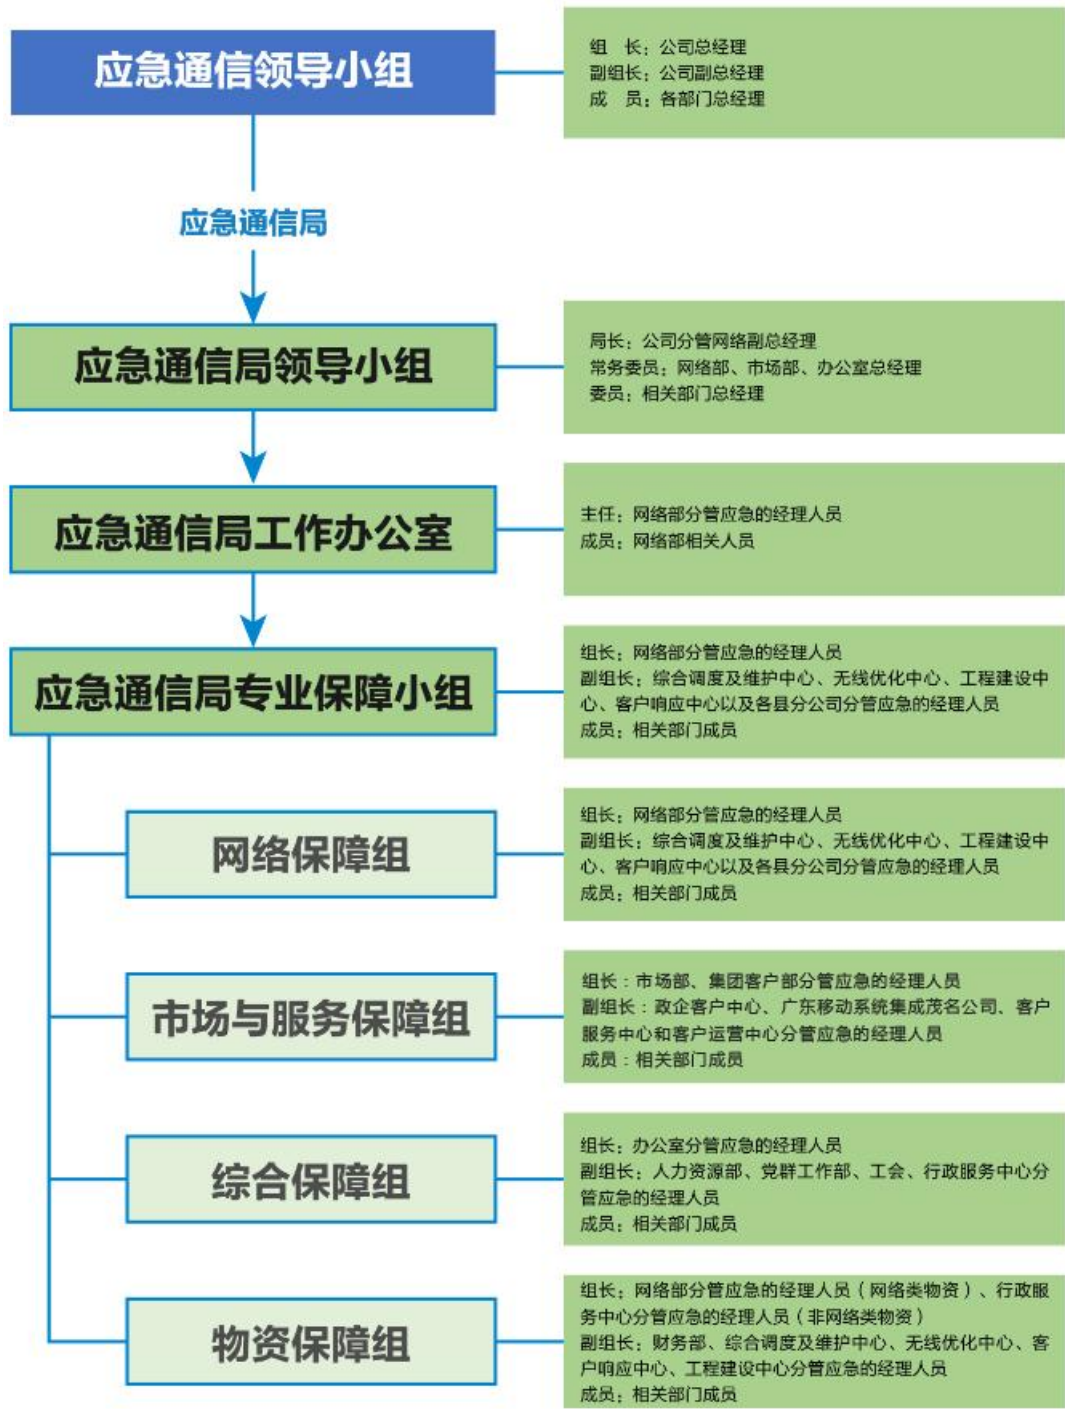 应急通信领导小组
组 长：公司总经理
副组长：公司副总经理
成 员：各部门总经理
应急通信局
应急通信局领导小组
局长：公司分管网络副总经理
常务委员：网络部、市场部、办公室总经理
委员：相关部门总经理
应急通信局工作办公室
主任：网络部分管应急的经理人员
成员：网络部相关人员
应急通信局专业保障小组
组长：网络部分管应急的经理人员
副组长：综合调度及维护中心、无线优化中心、工程建设中
心、客户响应中心以及各县分公司分管应急的经理人员
成员：相关部门成员
网络保障组
组长：网络部分管应急的经理人员
副组长：综合调度及维护中心、无线优化中心、工程建设中
心、客户响应中心以及各县分公司分管应急的经理人员
成员：相关部门成员
市场与服务保障组
组长：市场部、集团客户部分管应急的经理人员
副组长：政企客户中心、广东移动系统集成茂名公司、客户
服务中心和客户运营中心分管应急的经理人员
成员：相关部门成员
综合保障组
组长：办公室分管应急的经理人员
副组长：人力资源部、党群工作部、工会、行政服务中心分
管应急的经理人员
成员：相关部门成员
物资保障组
组长：网络部分管应急的经理人员（网络类物资）、行政服
务中心分管应急的经理人员（非网络类物资）
副组长：财务部、综合调度及维护中心、无线优化中心、客
户响应中心、工程建设中心分管应急的经理人员
成员：相关部门成员